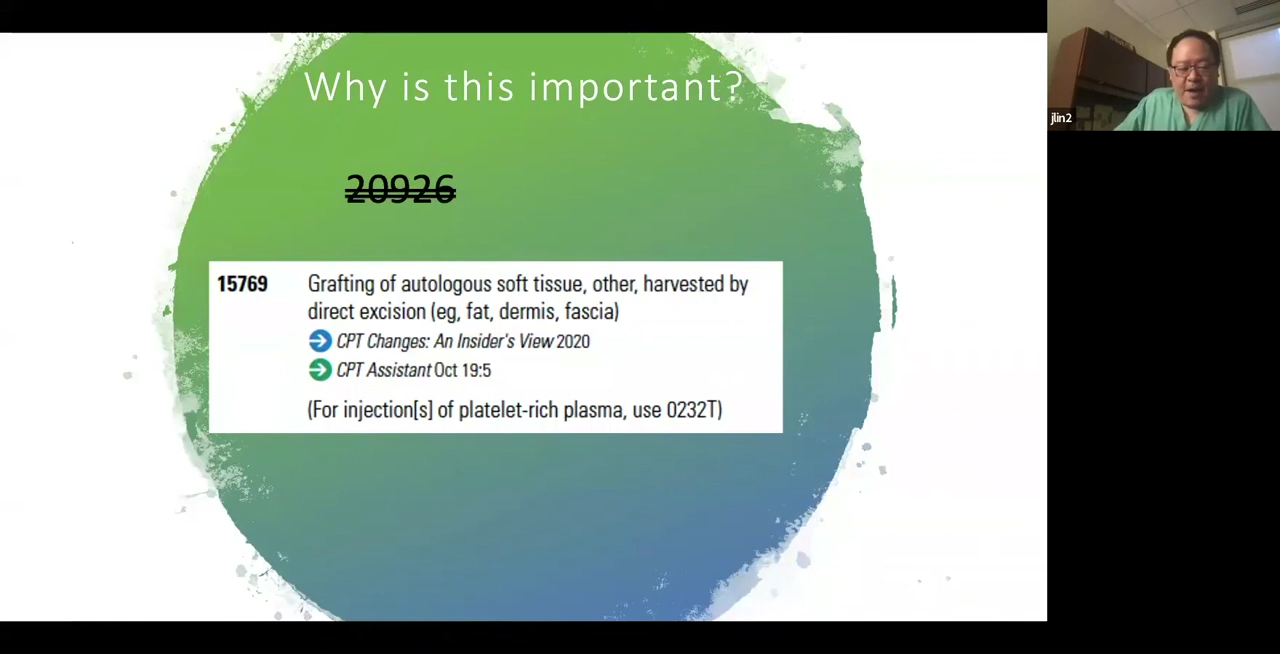 Why is this important?
20926
15769 Grafting of autologous soft tissue, other, harvested by
direct excision (eg, fat, dermis, fascia)
CPT Changes: An Insider's View 2020
CPT Assistant Oct 19:5
(For injection[s] of platelet-rich plasma, use 0232T)
jlin2